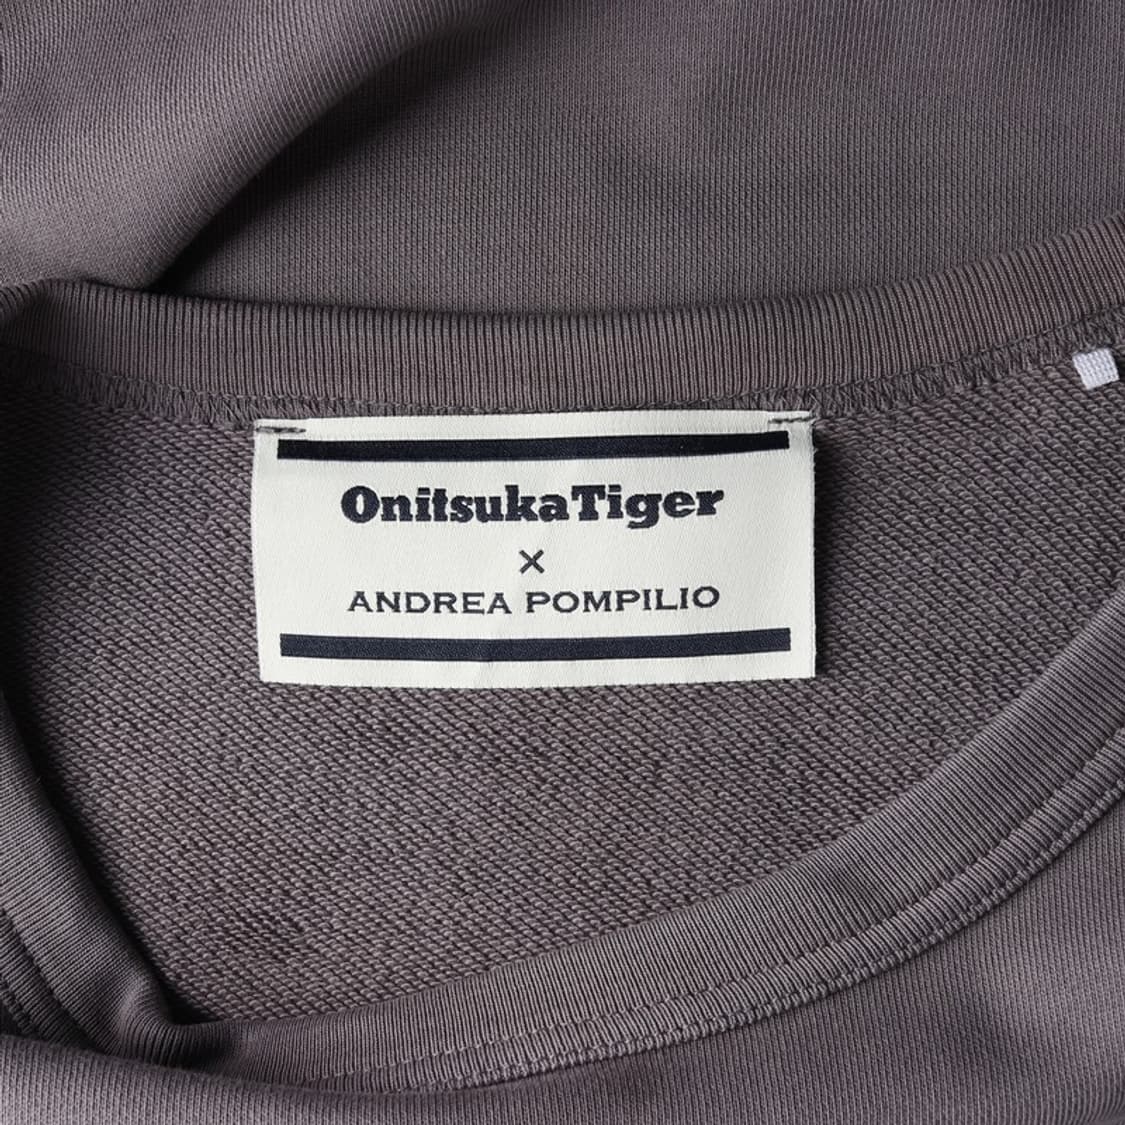 OnitsukaTiger
×
ANDREA POMPILIO